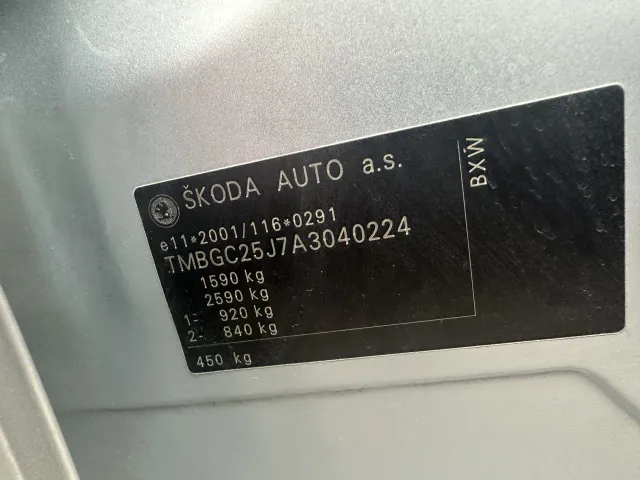 ŠKODA AUTO a.s.
BXW
e11*2001/116*0291
TMBGC25J7A3040224
1590 kg
2590 kg
1- 920 kg
2- 840 kg
450 kg